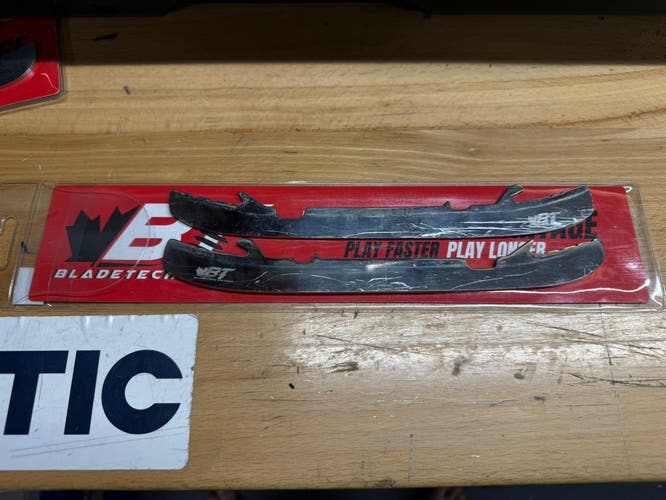 BT
BLADETECH
PLAY FASTER PLAY LONGER
BT
TIC